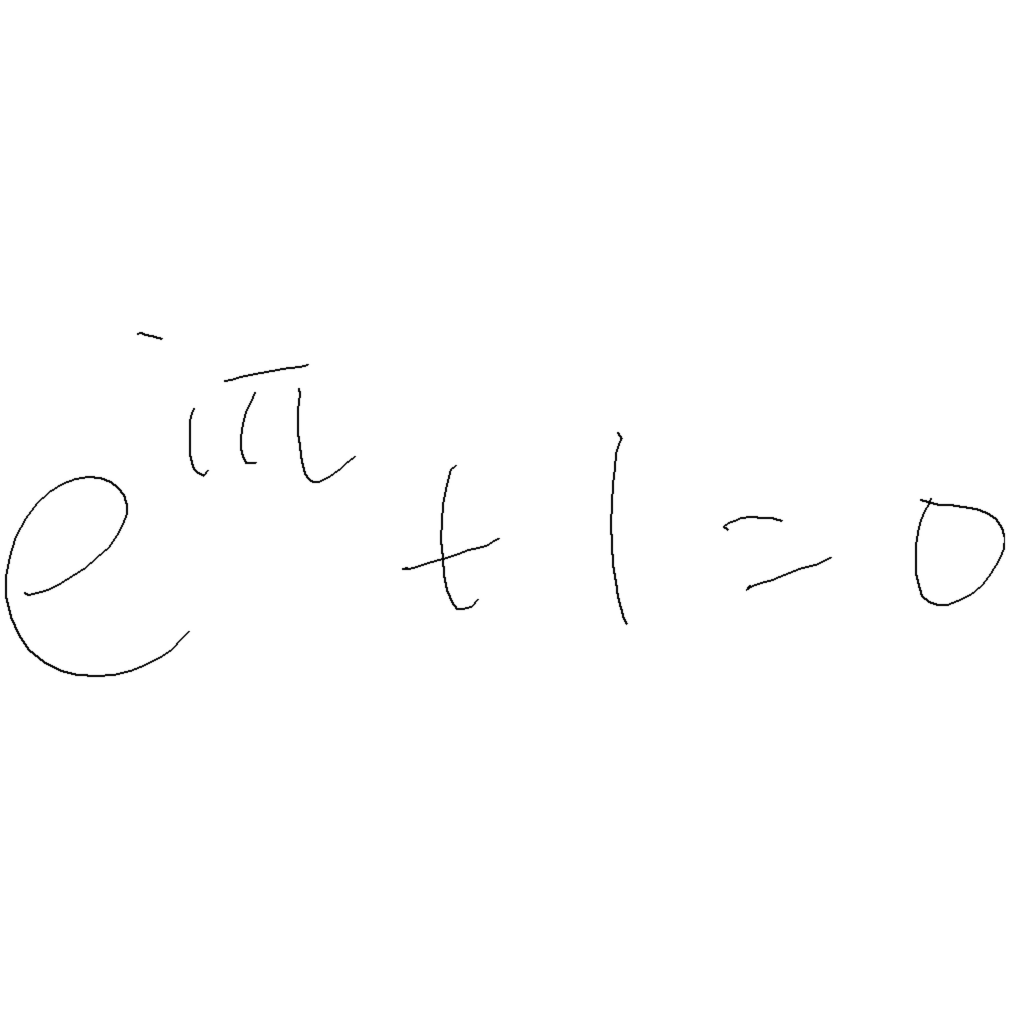 e^{iπ} + 1 = 0